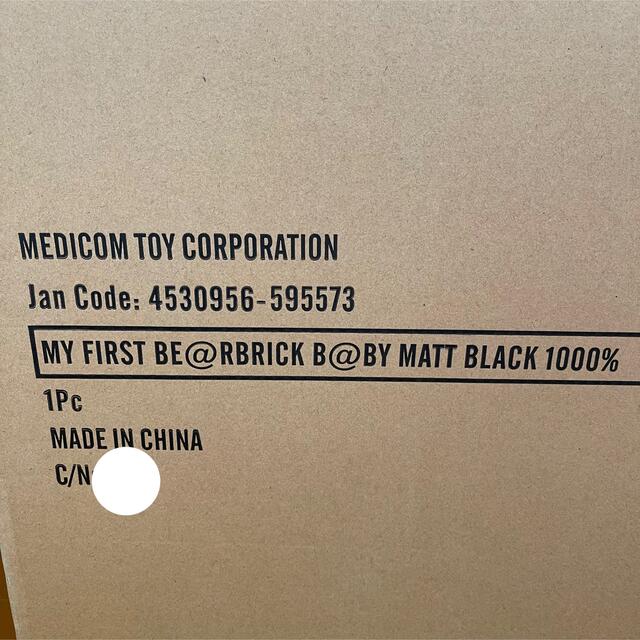 MEDICOM TOY CORPORATION
Jan Code: 4530956-595573
MY FIRST BE@RBRICK B@BY MATT BLACK 1000%
1Pc
MADE IN CHINA
C/N